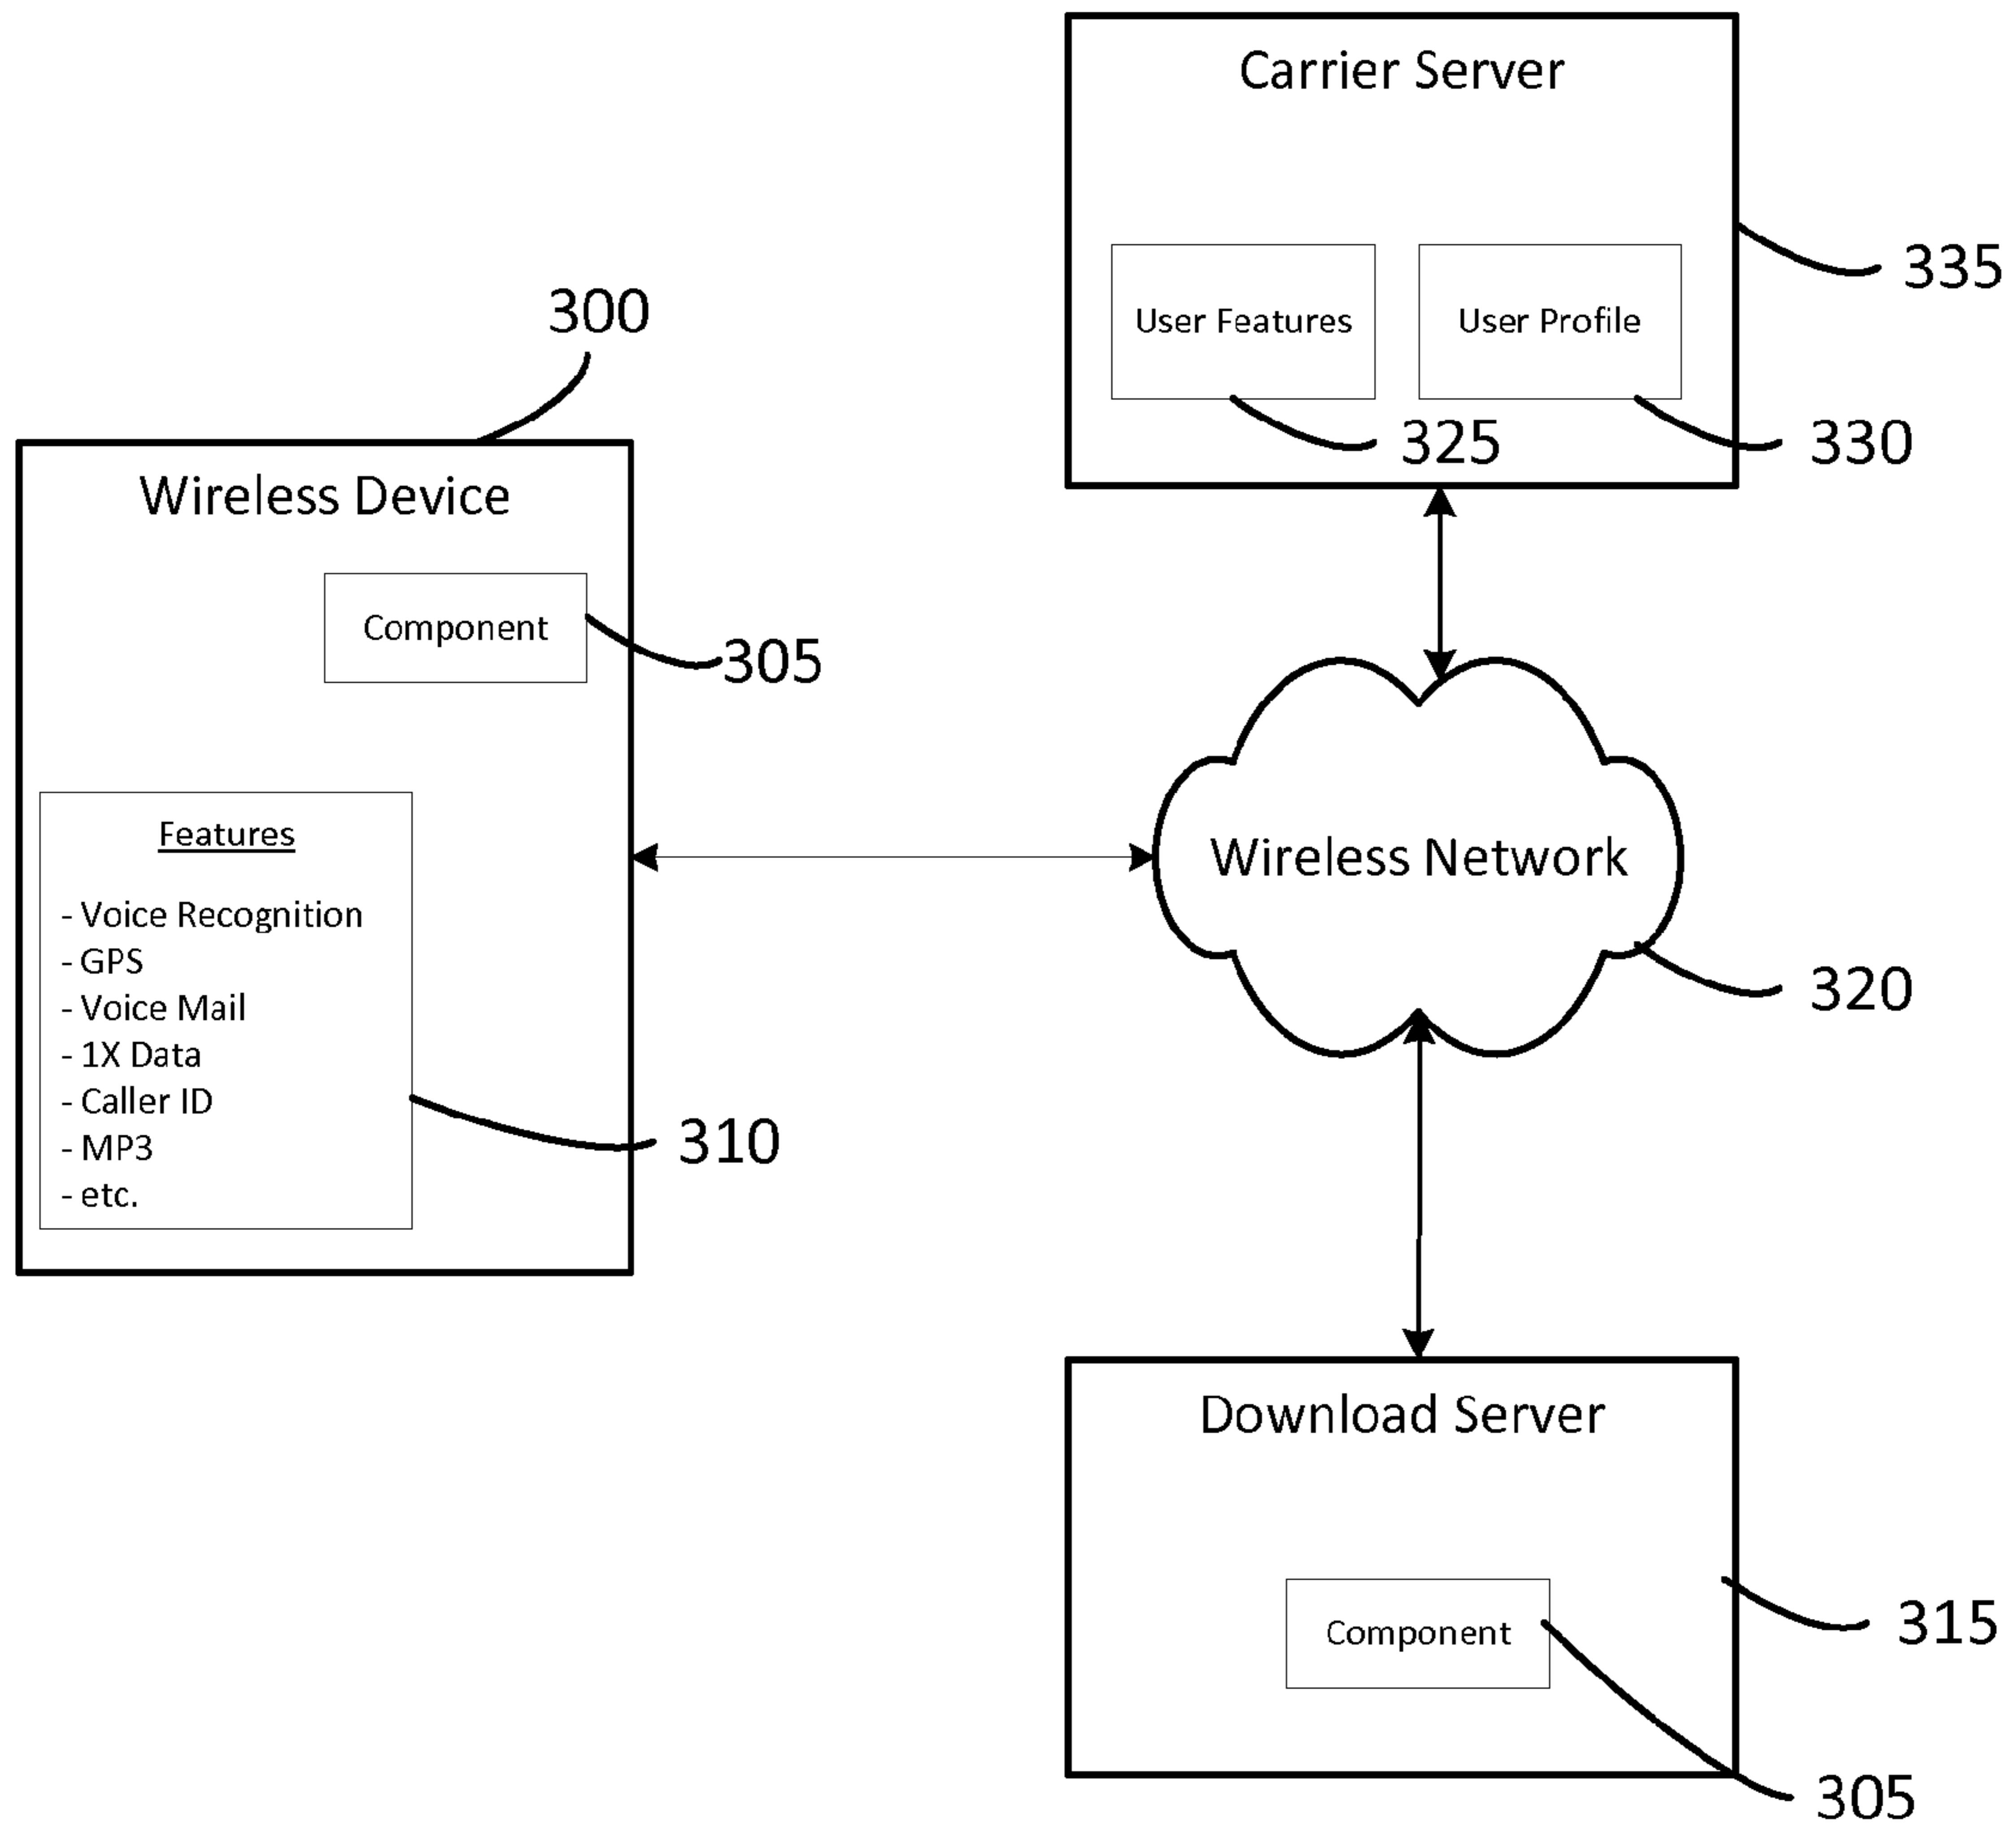 Carrier Server
335
User Features
User Profile
325
330
300
Wireless Device
Component
305
Features
- Voice Recognition
- GPS
- Voice Mail
- 1X Data
- Caller ID
- MP3
- etc.
310
Wireless Network
320
Download Server
Component
315
305